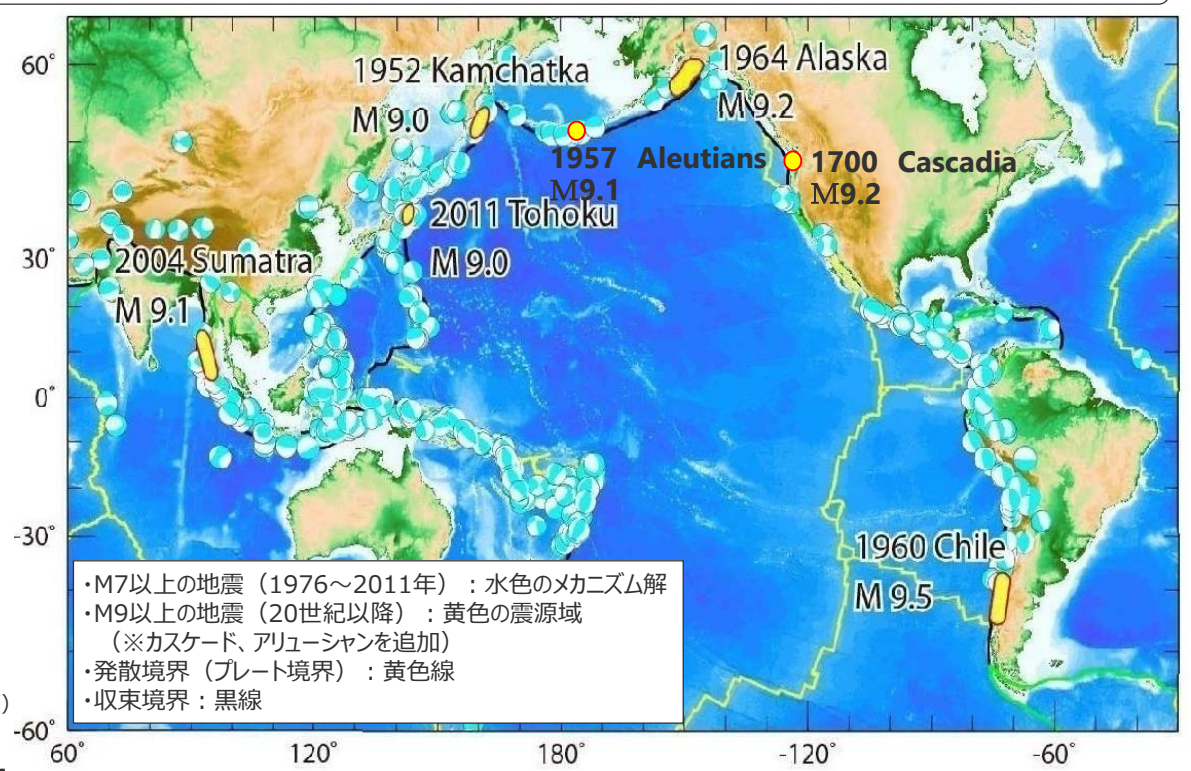 60°
30°
0°
-30°
-60°
60°
120°
180°
-120°
-60°
1952 Kamchatka
M 9.0
1964 Alaska
M 9.2
1957 Aleutians
M9.1
1700 Cascadia
M9.2
2011 Tohoku
M 9.0
2004 Sumatra
M 9.1
1960 Chile
M 9.5
・M7以上の地震（1976～2011年）：水色のメカニズム解
・M9以上の地震（20世紀以降）：黄色の震源域
（※カスケード、アリューシャンを追加）
・発散境界（プレート境界）：黄色線
・収束境界：黒線
）